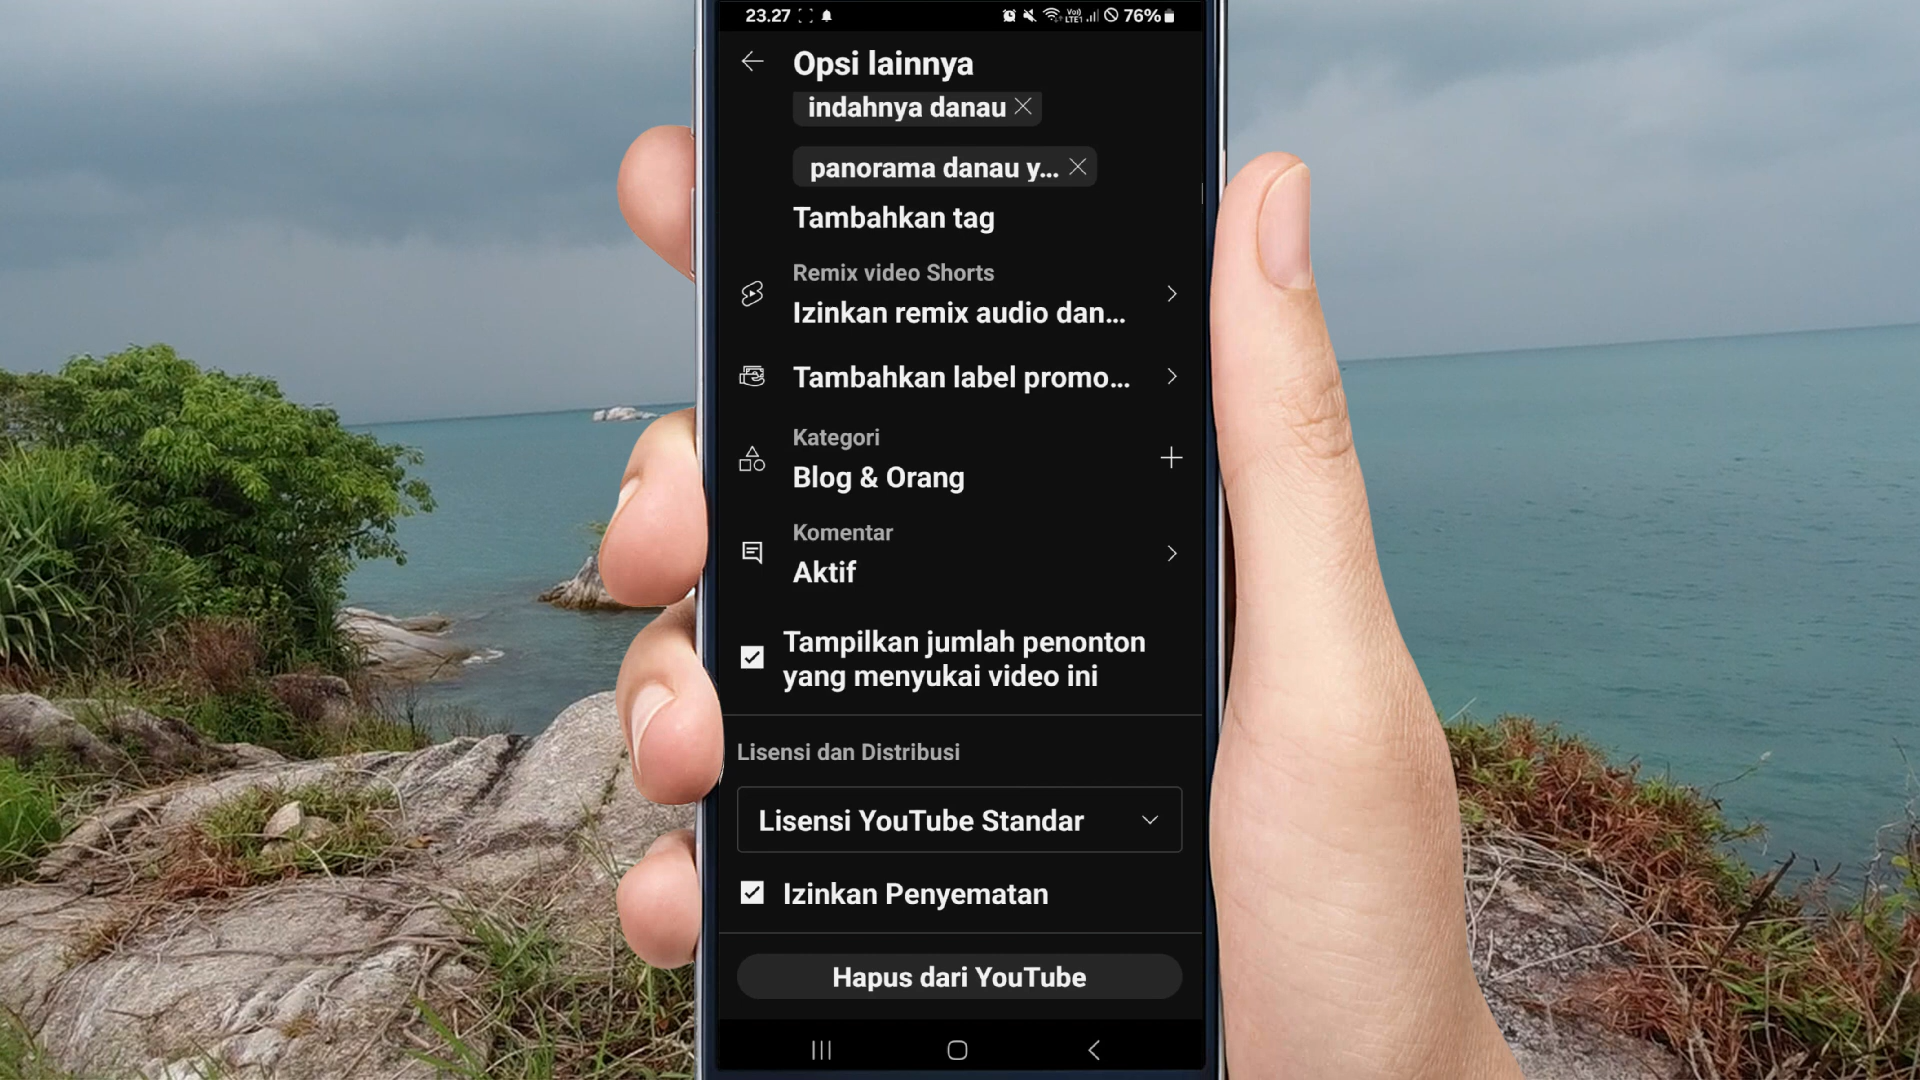 23.27
Vo))
LTE1
76%
Opsi lainnya
indahnya danau
panorama danau y...
Tambahkan tag
Remix video Shorts
Izinkan remix audio dan...
Tambahkan label promo...
Kategori
Blog & Orang
Komentar
Aktif
Tampilkan jumlah penonton
yang menyukai video ini
Lisensi dan Distribusi
Lisensi YouTube Standar
Izinkan Penyematan
Hapus dari YouTube